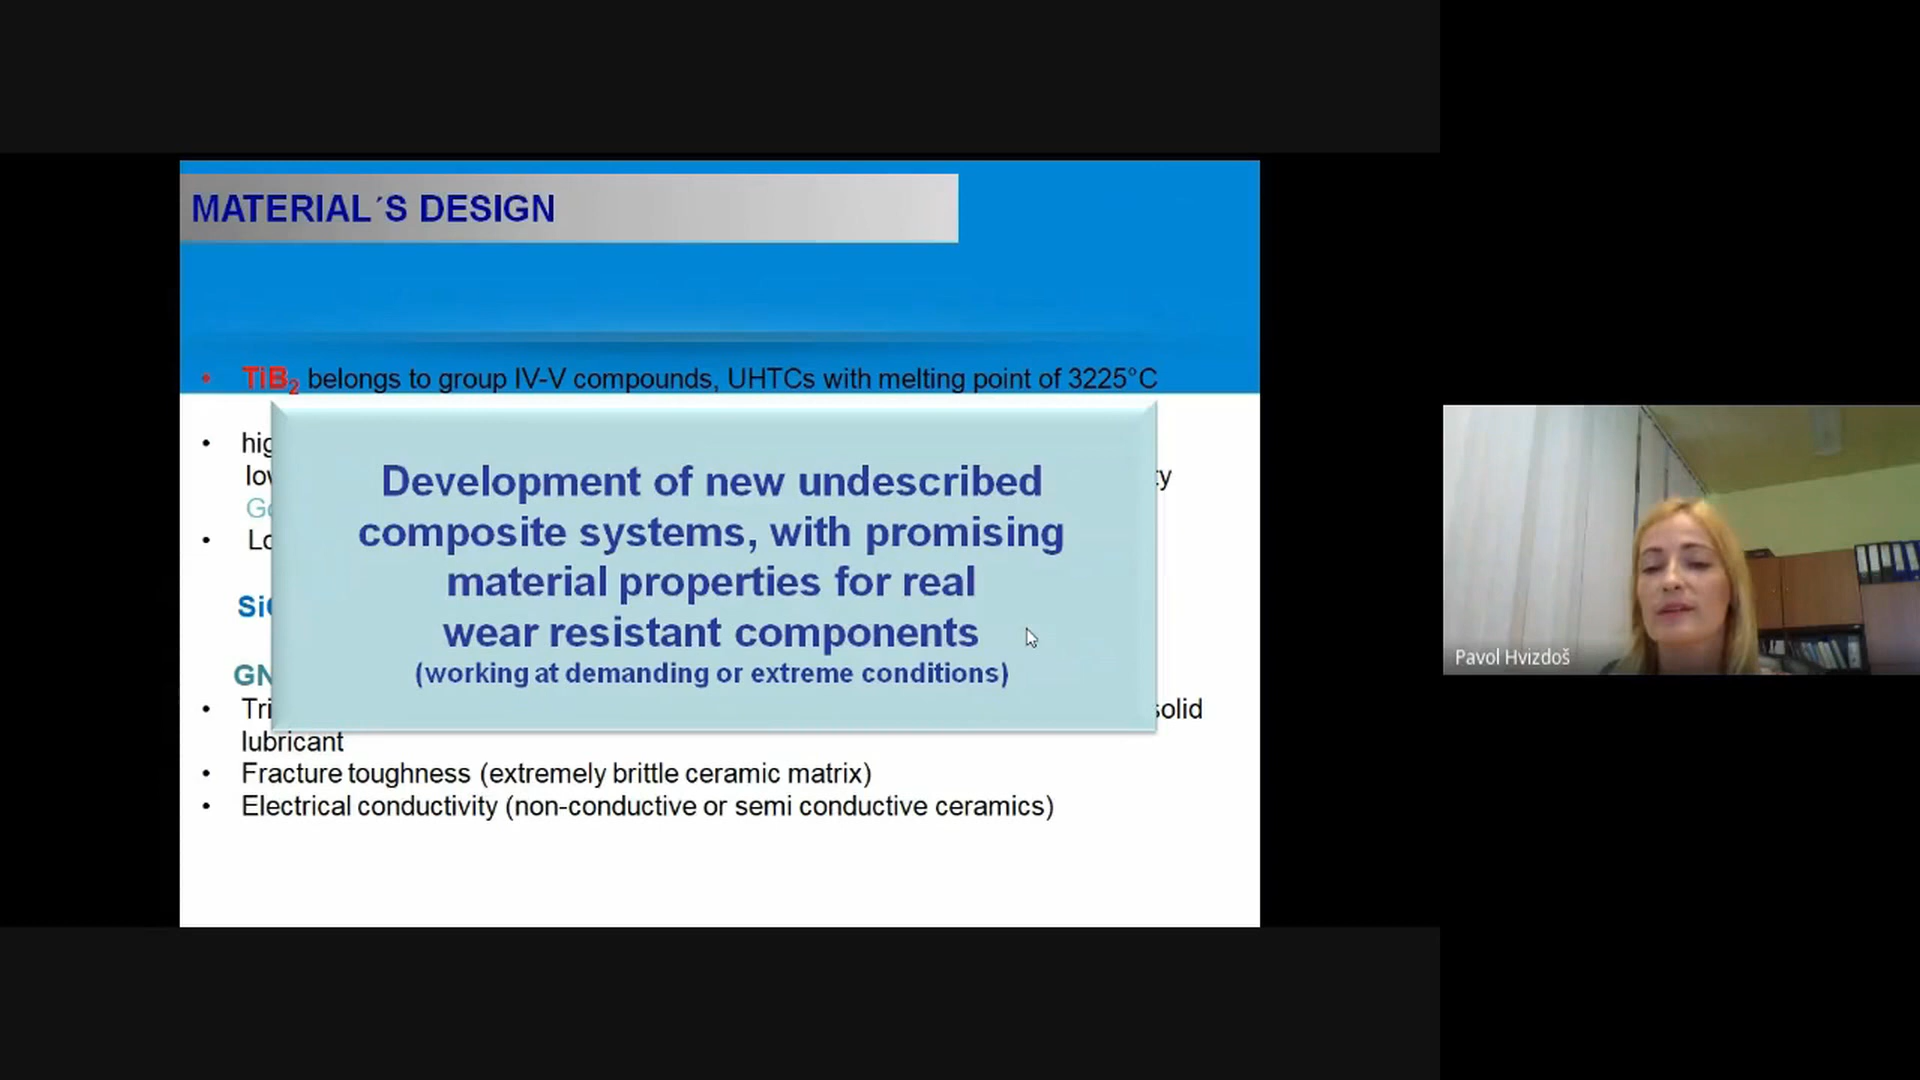 MATERIAL´S DESIGN
• TiB2 belongs to group IV-V compounds, UHTCs with melting point of 3225°C
Development of new undescribed
composite systems, with promising
material properties for real
wear resistant components
(working at demanding or extreme conditions)
• solid
lubricant
• Fracture toughness (extremely brittle ceramic matrix)
• Electrical conductivity (non-conductive or semi conductive ceramics)
Pavol Hvizdoš